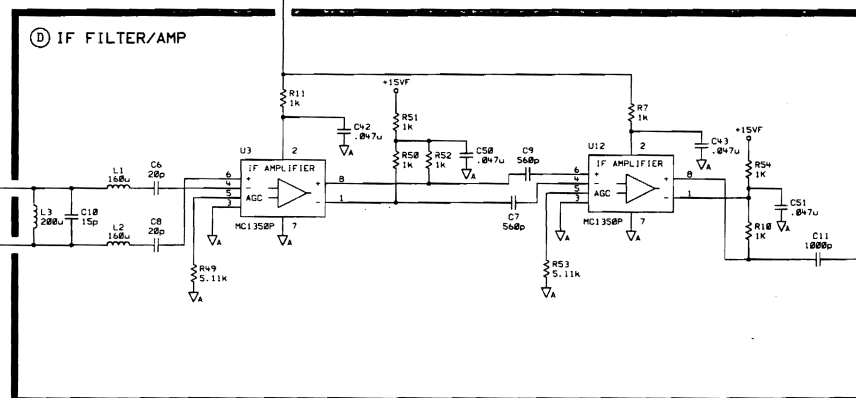 D IF FILTER/AMP
R11
1k
+15VF
R7
1k
C42
.047u
R51
1k
+15VF
C43
.047u
U3
2
R50
1k
R52
1k
C50
.047u
C9
560p
U12
2
R54
1K
IF AMPLIFIER
IF AMPLIFIER
L1
160u
C6
20p
6
4
5
3
+
-
AGC
+
-
8
1
6
4
5
3
+
-
AGC
+
-
8
1
C51
.047u
L3
200u
C10
15p
L2
160u
C8
20p
MC1350P
7
C7
560p
MC1350P
7
R10
1K
C11
1000p
R49
5.11k
R53
5.11k
A
A
A
A
A
A
A
A
A
A
A